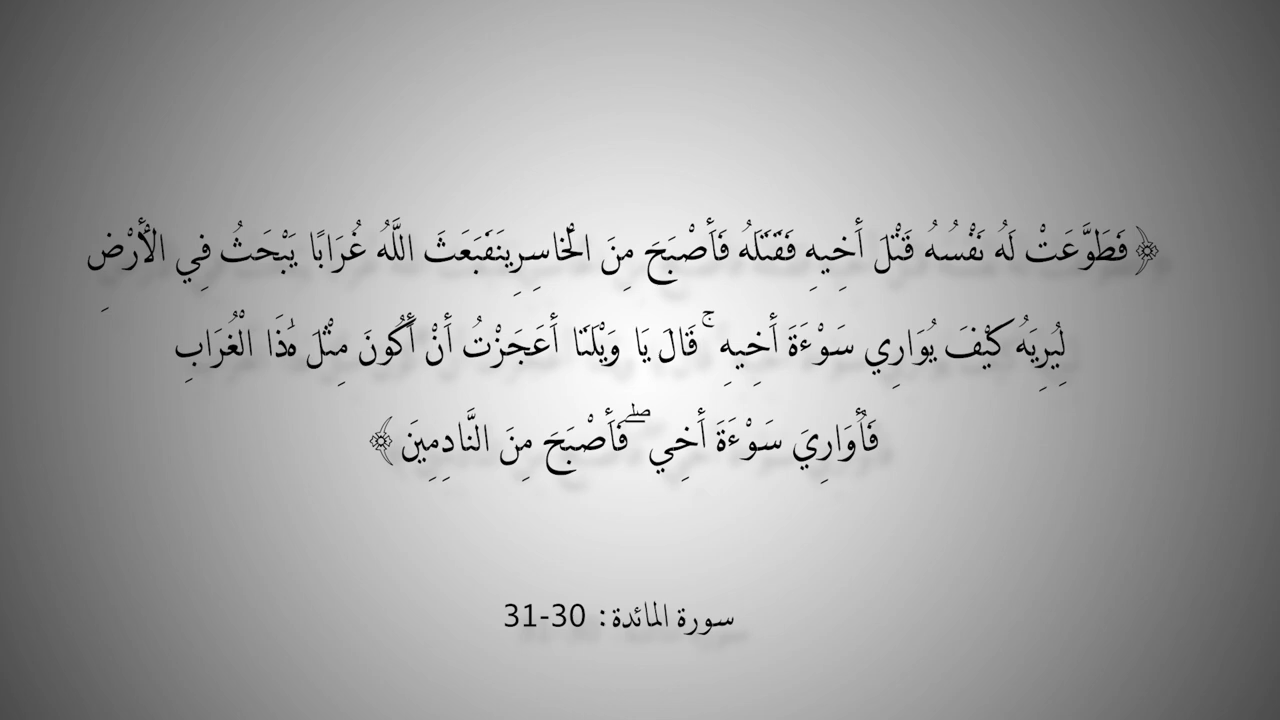 ﴿فَطَوَّعَتْ لَهُ نَفْسُهُ قَتْلَ أَخِيهِ فَقَتَلَهُ فَأَصْبَحَ مِنَ الْخَاسِرِينَفَبَعَثَ اللَّهُ غُرَابًا يَبْحَثُ فِي الْأَرْضِ
لِيُرِيَهُ كَيْفَ يُوَارِي سَوْءَةَ أَخِيهِ ۚ قَالَ يَا وَيْلَتَا أَعَجَزْتُ أَنْ أَكُونَ مِثْلَ هَٰذَا الْغُرَابِ
فَأُوَارِيَ سَوْءَةَ أَخِي ۖ فَأَصْبَحَ مِنَ النَّادِمِينَ﴾
سورة المائدة: 30-31